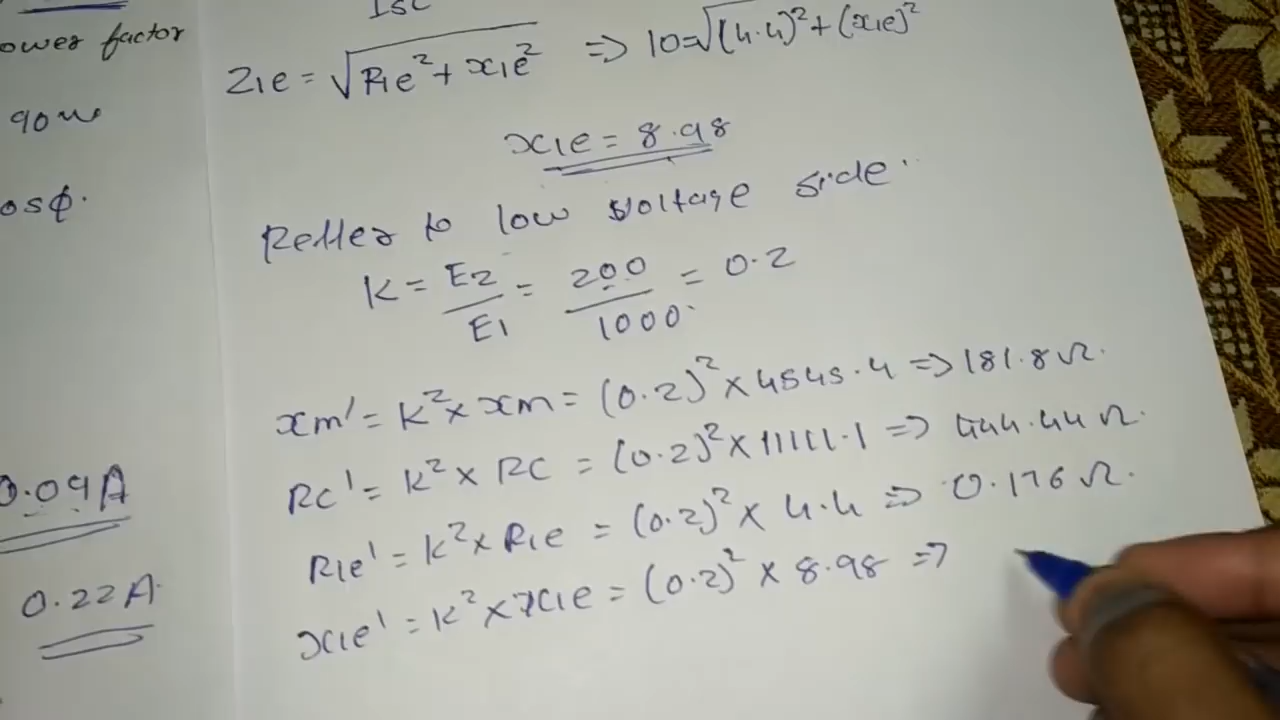 ower factor
90w
osφ.
0.09A
0.22A
Isc
Z1e = √R1e² + x1e² => 10 = √(4.4)² + (x1e)²
x1e = 8.98
Reffer to low voltage side
K = E2/E1 = 200/1000 = 0.2
xm' = K² × xm = (0.2)² × 4545.4 => 181.8 Ω.
RC' = K² × RC = (0.2)² × 11111.1 => 444.44 Ω.
R1e' = K² × R1e = (0.2)² × 4.4 => 0.176 Ω.
x1e' = K² × x1e = (0.2)² × 8.98 =>